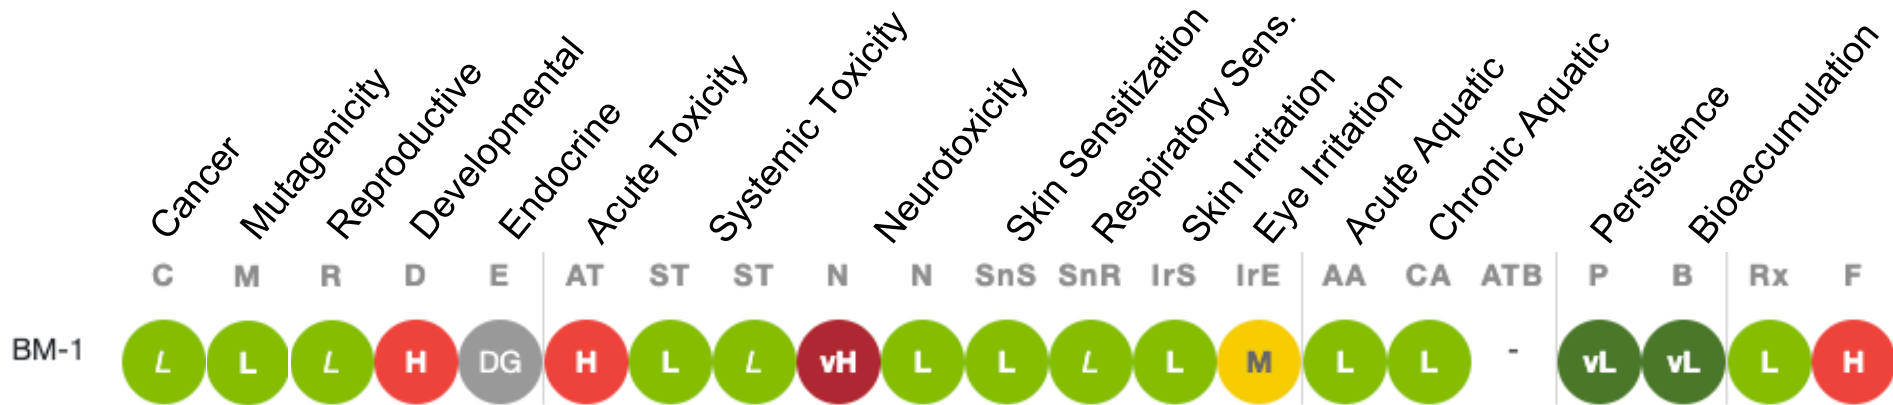 Cancer Mutagenicity Reproductive Developmental Endocrine Acute Toxicity Systemic Toxicity Neurotoxicity Skin Sensitization Respiratory Sens. Skin Irritation Eye Irritation Acute Aquatic Chronic Aquatic Persistence Bioaccumulation
C M R D E AT ST ST N N SnS SnR IrS IrE AA CA ATB P B Rx F
BM-1 L L L H DG H L L vH L L L L M L L - vL vL L H